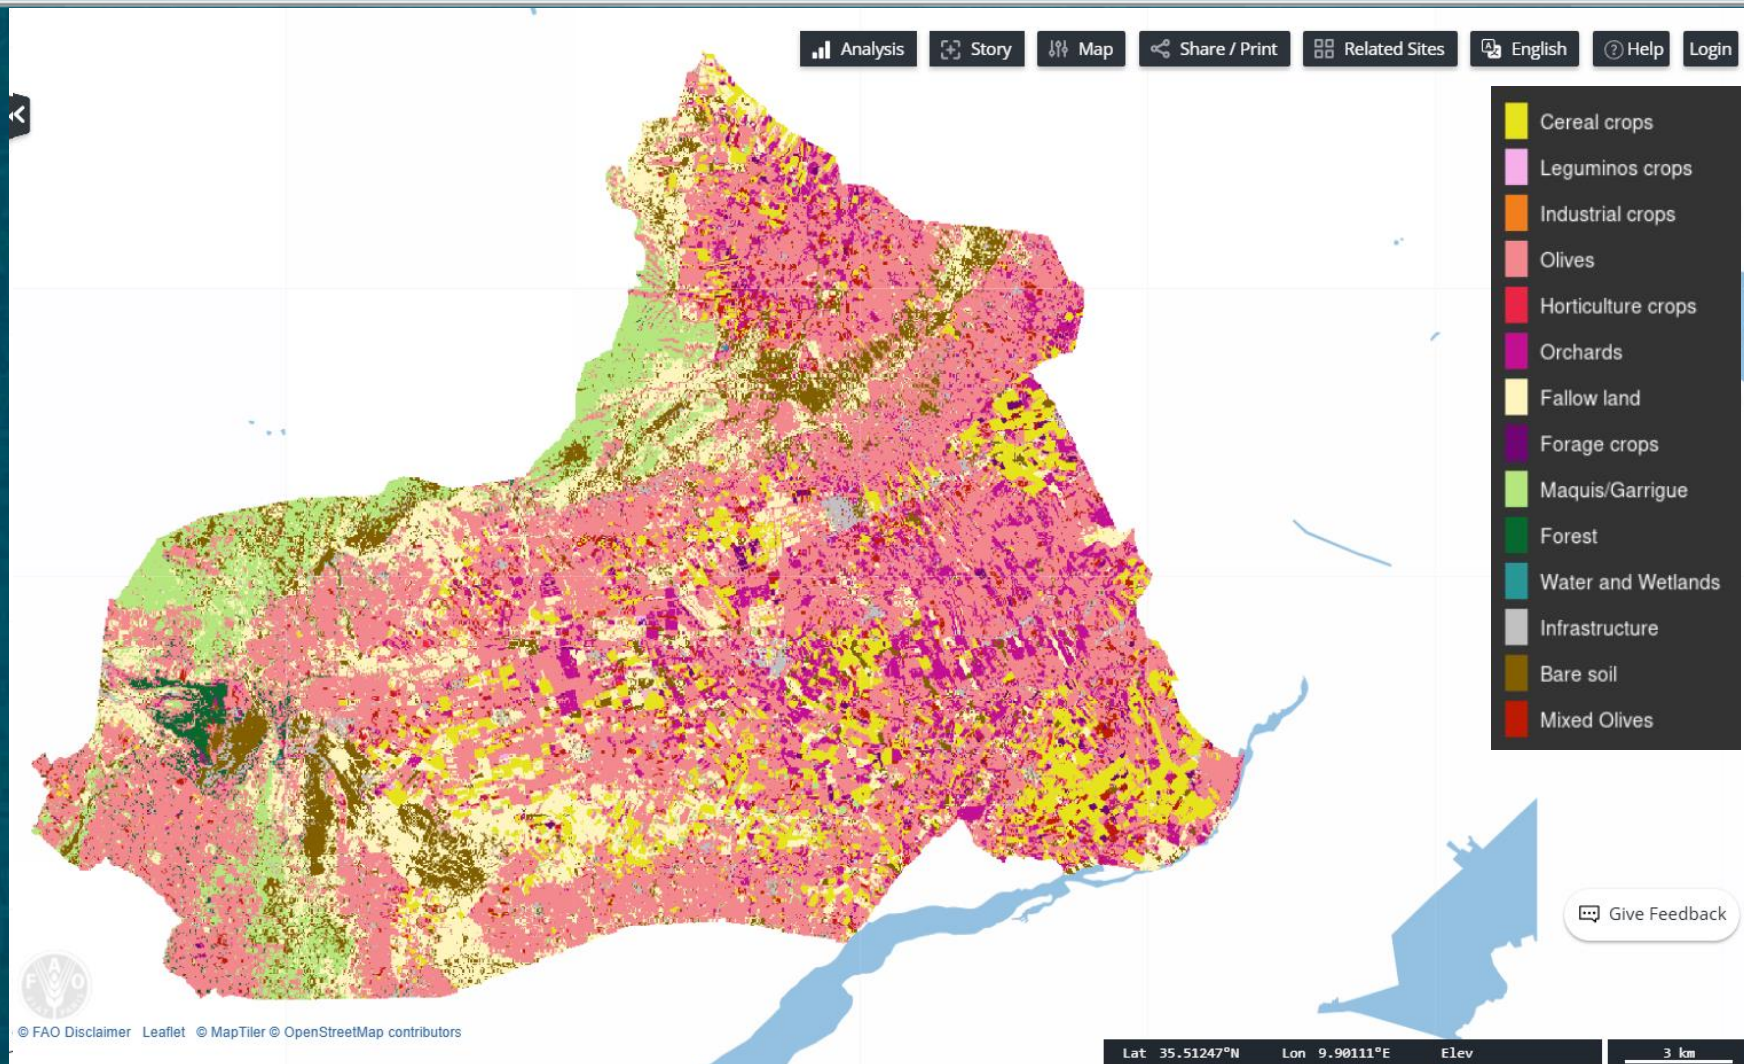 Analysis
Story
Map
Share / Print
Related Sites
English
Help
Login
Cereal crops
Leguminos crops
Industrial crops
Olives
Horticulture crops
Orchards
Fallow land
Forage crops
Maquis/Garrigue
Forest
Water and Wetlands
Infrastructure
Bare soil
Mixed Olives
Give Feedback
FAO
© FAO Disclaimer Leaflet © MapTiler © OpenStreetMap contributors
Lat 35.51247°N Lon 9.90111°E Elev
3 km